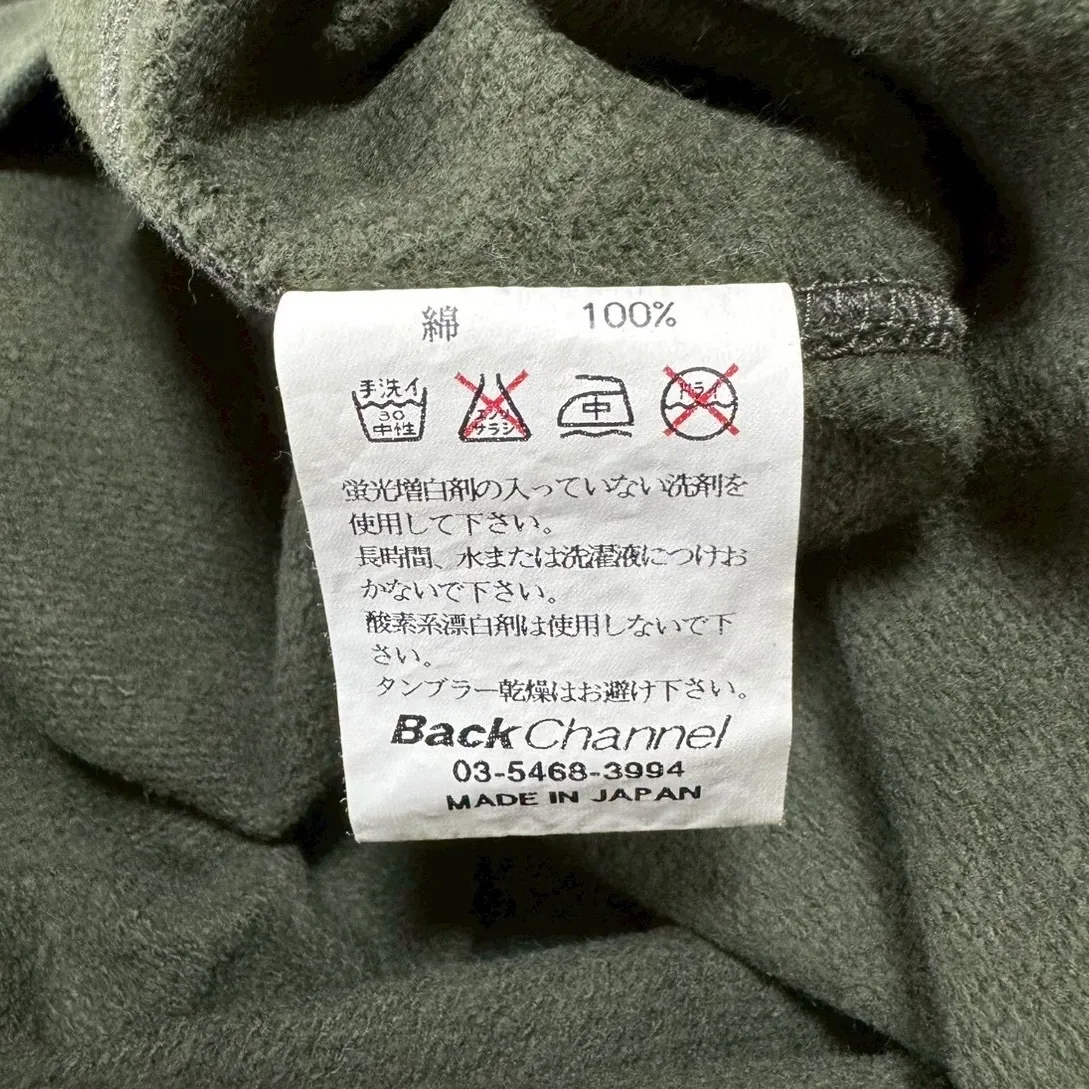 綿 100%
手洗イ エンソ 中 ドライ
30 サラシ
中性
蛍光増白剤の入っていない洗剤を
使用して下さい。
長時間、水または洗濯液につけお
かないで下さい。
酸素系漂白剤は使用しないで下
さい。
タンブラー乾燥はお避け下さい。
BackChannel
03-5468-3994
MADE IN JAPAN